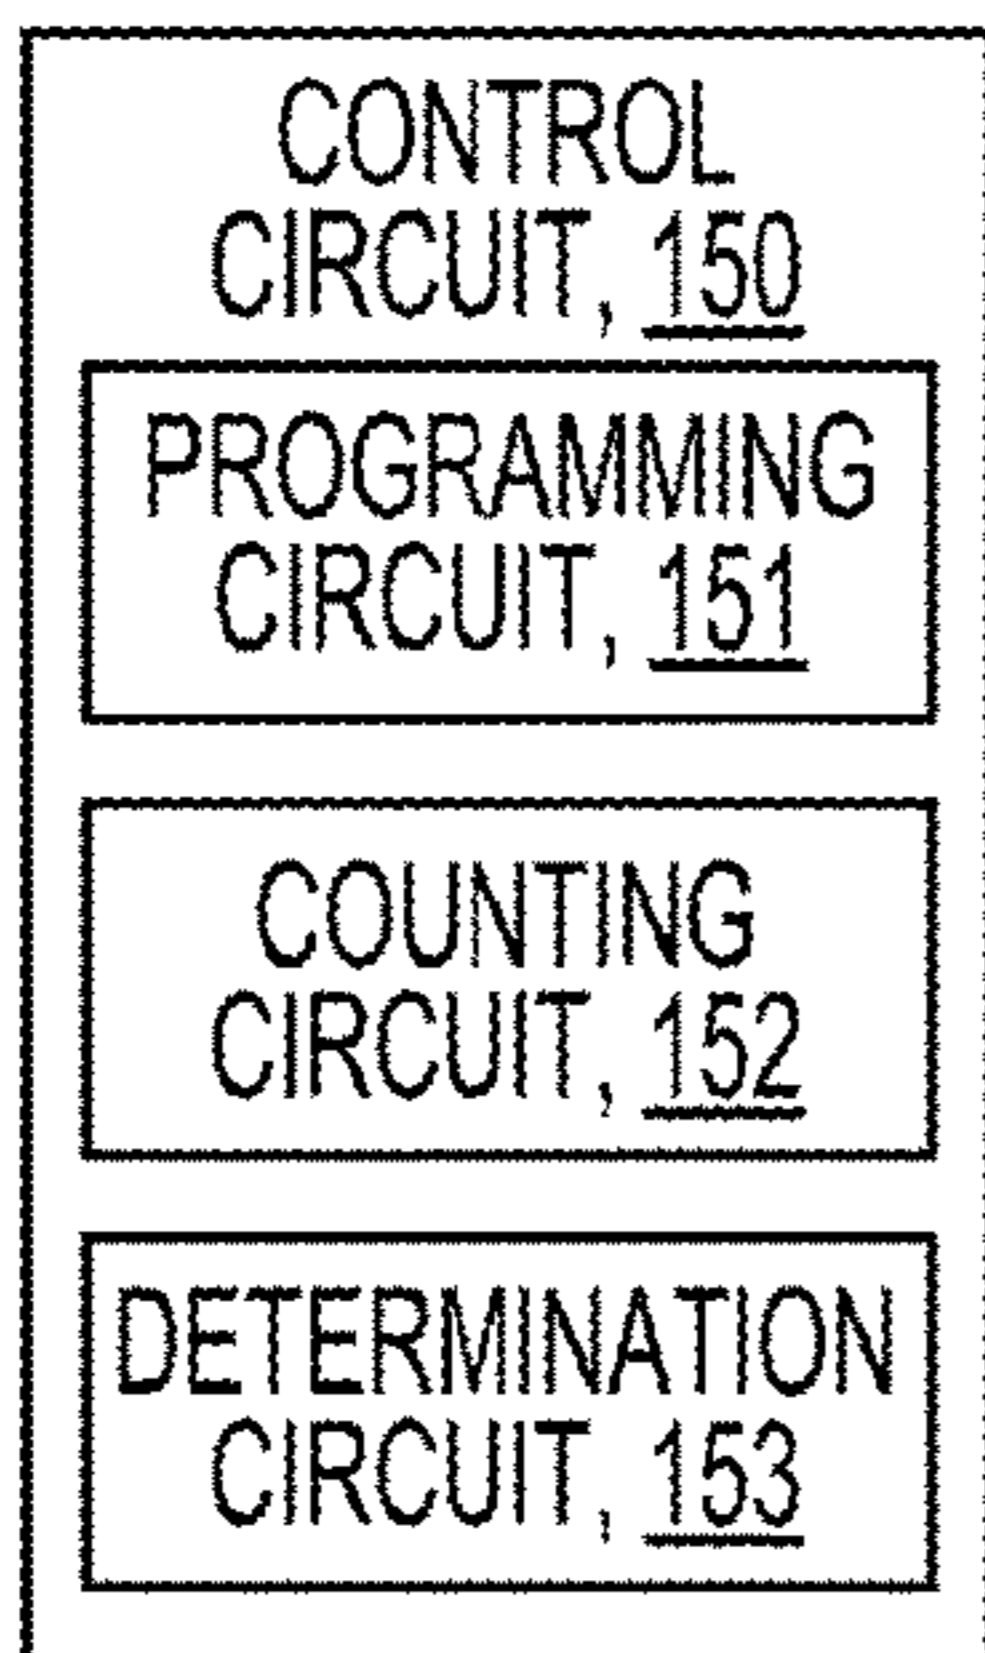 CONTROL
CIRCUIT, 150
PROGRAMMING
CIRCUIT, 151
COUNTING
CIRCUIT, 152
DETERMINATION
CIRCUIT, 153